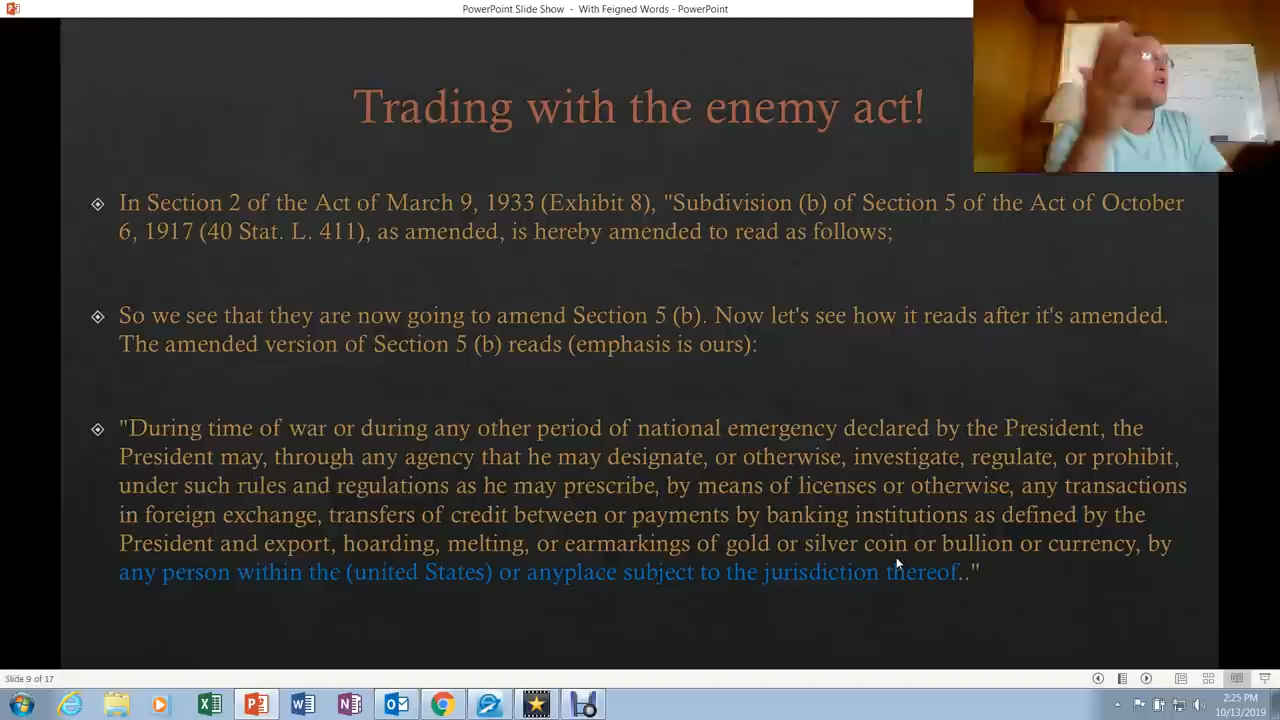 PowerPoint Slide Show - With Feigned Words - PowerPoint
Trading with the enemy act!
In Section 2 of the Act of March 9, 1933 (Exhibit 8), "Subdivision (b) of Section 5 of the Act of October
6, 1917 (40 Stat. L. 411), as amended, is hereby amended to read as follows;
So we see that they are now going to amend Section 5 (b). Now let's see how it reads after it's amended.
The amended version of Section 5 (b) reads (emphasis is ours):
"During time of war or during any other period of national emergency declared by the President, the
President may, through any agency that he may designate, or otherwise, investigate, regulate, or prohibit,
under such rules and regulations as he may prescribe, by means of licenses or otherwise, any transactions
in foreign exchange, transfers of credit between or payments by banking institutions as defined by the
President and export, hoarding, melting, or earmarkings of gold or silver coin or bullion or currency, by
any person within the (united States) or anyplace subject to the jurisdiction thereof.."
Slide 9 of 17
2:25 PM
10/13/2019